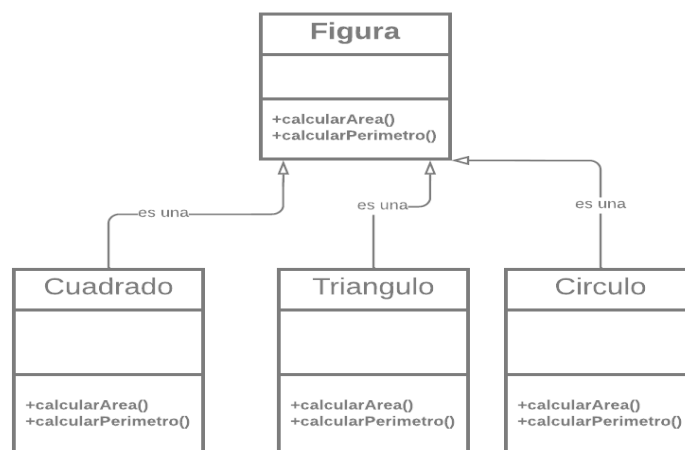 Figura
+calcularArea()
+calcularPerimetro()
es una
es una
es una
Cuadrado
Triangulo
Circulo
+calcularArea()
+calcularPerimetro()
+calcularArea()
+calcularPerimetro()
+calcularArea()
+calcularPerimetro()